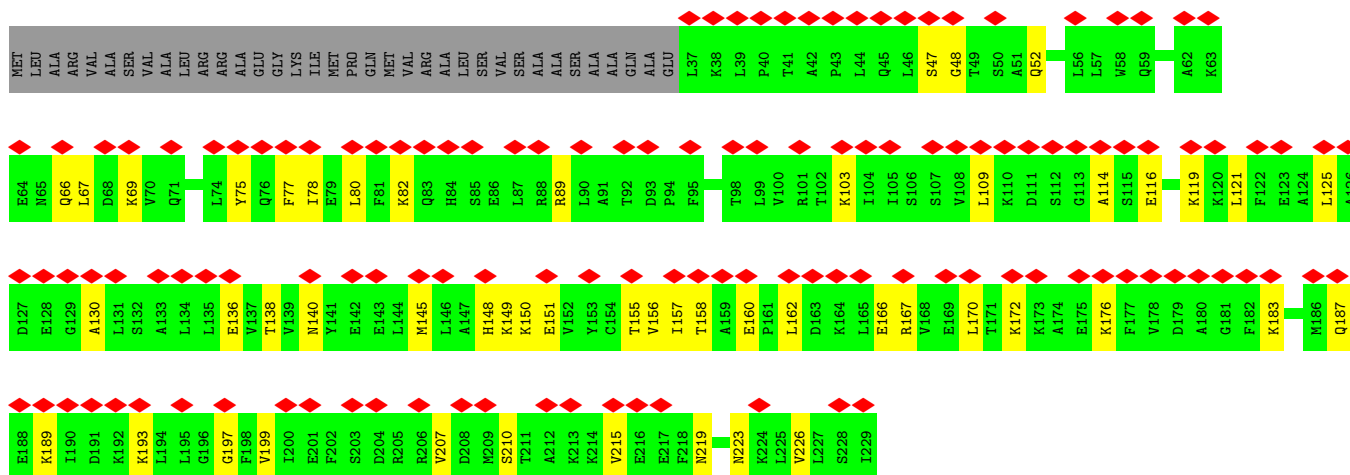 MET LEU ALA ARG VAL ALA SER VAL ALA LEU ARG ARG ALA GLU GLY LYS ILE MET PRO GLN MET VAL ARG ALA LEU SER VAL SER ALA ALA SER ALA ALA GLN ALA GLU L37 K38 L39 P40 T41 A42 P43 L44 Q45 L46 S47 G48 T49 S50 A51 Q52 L56 L57 W58 Q59 A62 K63
E64 N65 Q66 L67 D68 K69 V70 Q71 L74 Y75 Q76 F77 I78 E79 L80 F81 K82 Q83 H84 S85 E86 L87 R88 R89 L90 A91 T92 D93 P94 F95 T98 L99 V100 R101 T102 K103 I104 I105 S106 S107 V108 L109 K110 D111 S112 G113 A114 S115 E116 K119 K120 L121 F122 E123 A124 L125 A126
D127 E128 G129 A130 L131 S132 A133 L134 L135 E136 V137 T138 V139 N140 Y141 E142 E143 L144 M145 L146 A147 H148 K149 K150 E151 V152 Y153 G154 T155 V156 I157 T158 A159 E160 P161 L162 D163 K164 L165 E166 R167 V168 E169 L170 T171 K172 K173 A174 E175 K176 F177 V178 D179 A180 G181 F182 K183 M186 Q187
E188 K189 I190 D191 K192 K193 L194 L195 G196 G197 F198 V199 I200 E201 F202 S203 D204 R205 R206 V207 D208 M209 S210 T211 A212 K213 K214 V215 E216 E217 F218 N219 N223 K224 L225 V226 L227 S228 I229